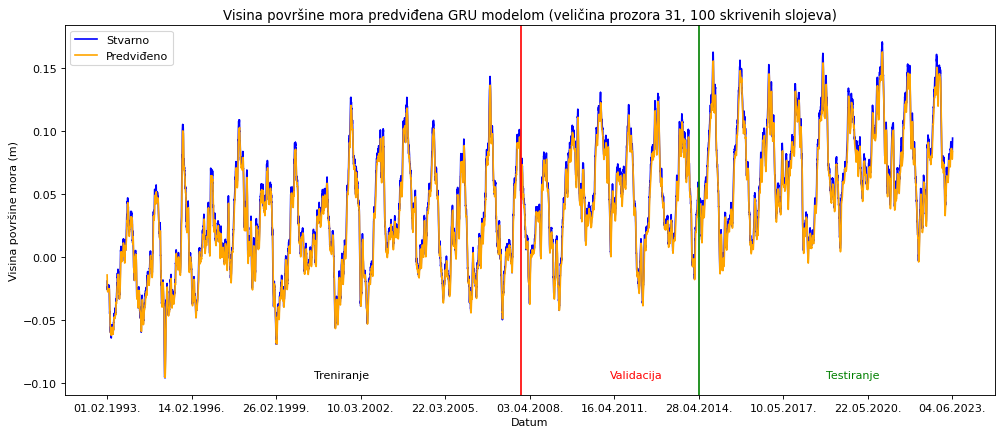 Visina površine mora predviđena GRU modelom (veličina prozora 31, 100 skrivenih slojeva)
Stvarno
Predviđeno
Visina površine mora (m)
0.15
0.10
0.05
0.00
−0.05
−0.10
Treniranje
Validacija
Testiranje
01.02.1993. 14.02.1996. 26.02.1999. 10.03.2002. 22.03.2005. 03.04.2008. 16.04.2011. 28.04.2014. 10.05.2017. 22.05.2020. 04.06.2023.
Datum